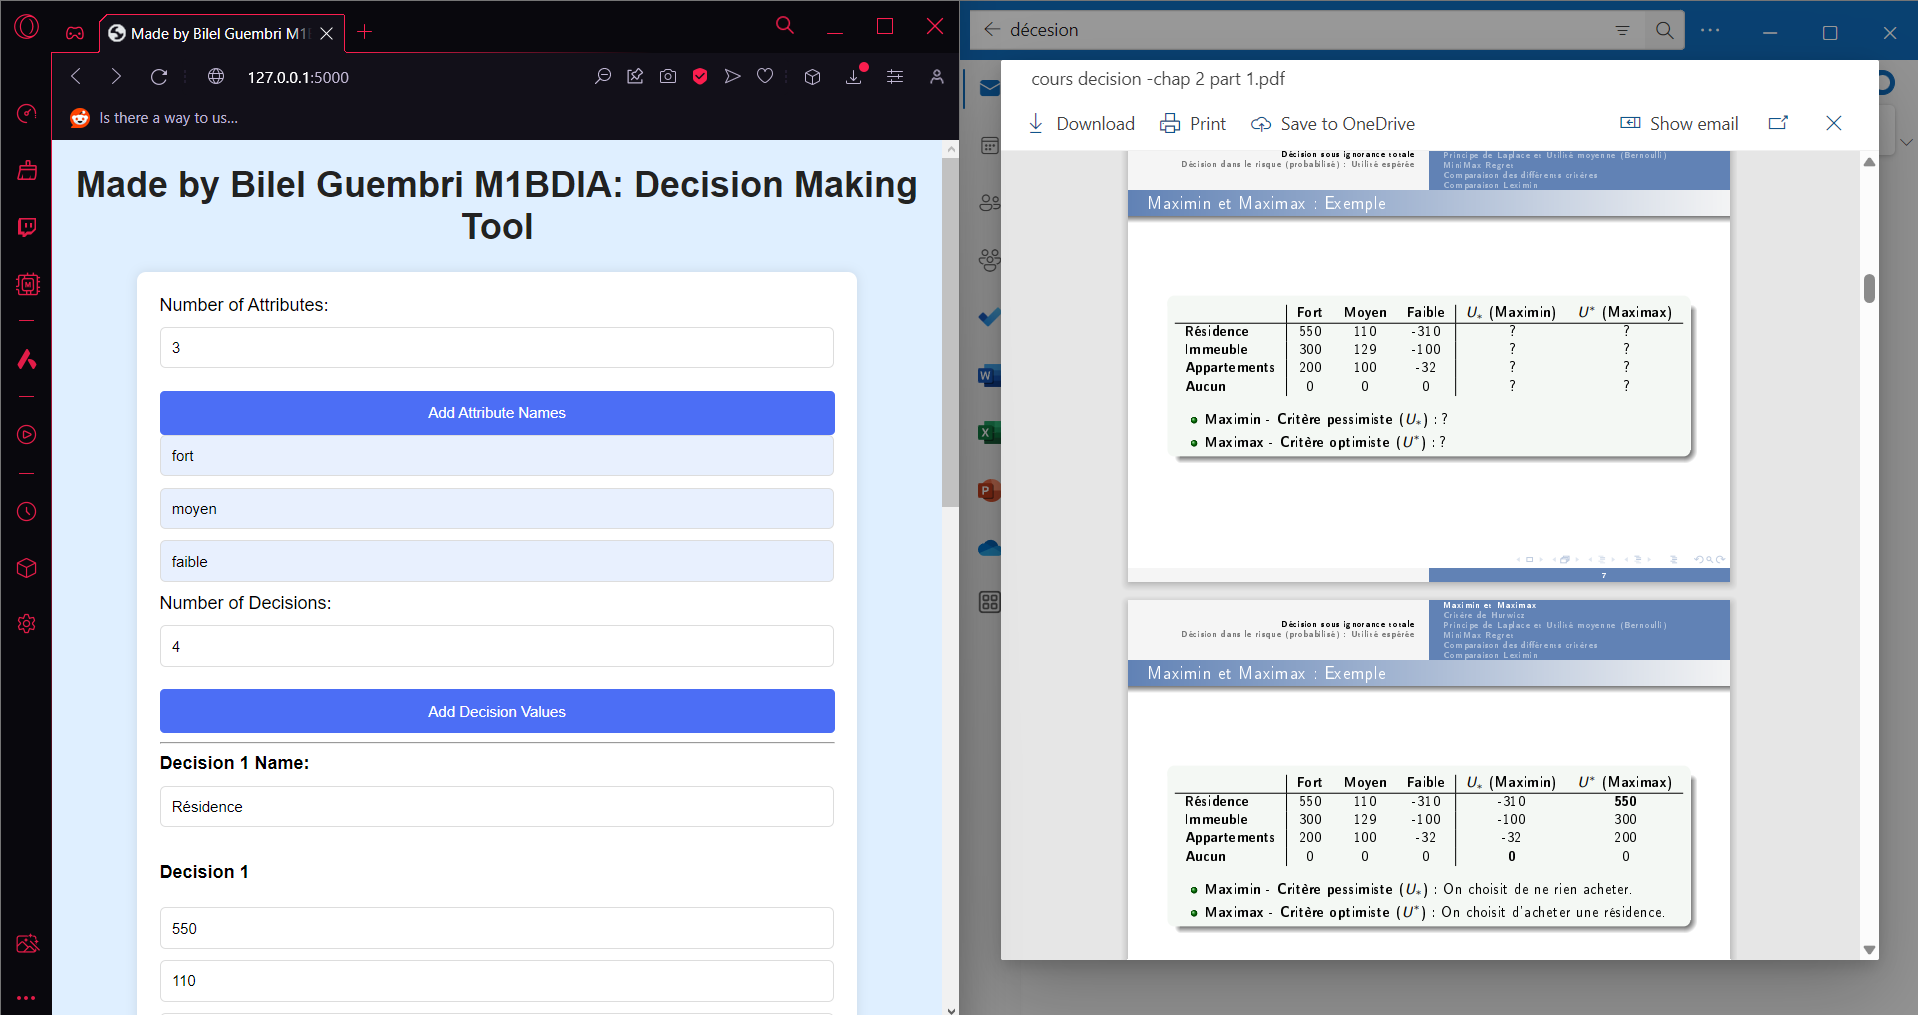 Made by Bilel Guembri M1B
127.0.0.1:5000
Is there a way to us...
Made by Bilel Guembri M1BDIA: Decision Making
Tool
Number of Attributes:
3
Add Attribute Names
fort
moyen
faible
Number of Decisions:
4
Add Decision Values
Decision 1 Name:
Résidence
Decision 1
550
110
décesion
cours decision -chap 2 part 1.pdf
Download Print Save to OneDrive Show email
Décision sous ignorance totale
Décision dans le risque (probabilisé) : Utilité espérée
Principe de Laplace et Utilité moyenne (Bernoulli)
MiniMax Regret
Comparaison des différents critères
Comparaison Leximin
Maximin et Maximax : Exemple
Fort Moyen Faible U* (Maximin) U* (Maximax)
Résidence 550 110 -310 ? ?
Immeuble 300 129 -100 ? ?
Appartements 200 100 -32 ? ?
Aucun 0 0 0 ? ?
Maximin - Critère pessimiste (U*) : ?
Maximax - Critère optimiste (U*) : ?
7
Décision sous ignorance totale
Décision dans le risque (probabilisé) : Utilité espérée
Maximin et Maximax
Critère de Hurwicz
Principe de Laplace et Utilité moyenne (Bernoulli)
MiniMax Regret
Comparaison des différents critères
Comparaison Leximin
Maximin et Maximax : Exemple
Fort Moyen Faible U* (Maximin) U* (Maximax)
Résidence 550 110 -310 -310 550
Immeuble 300 129 -100 -100 300
Appartements 200 100 -32 -32 200
Aucun 0 0 0 0 0
Maximin - Critère pessimiste (U*) : On choisit de ne rien acheter.
Maximax - Critère optimiste (U*) : On choisit d'acheter une résidence.